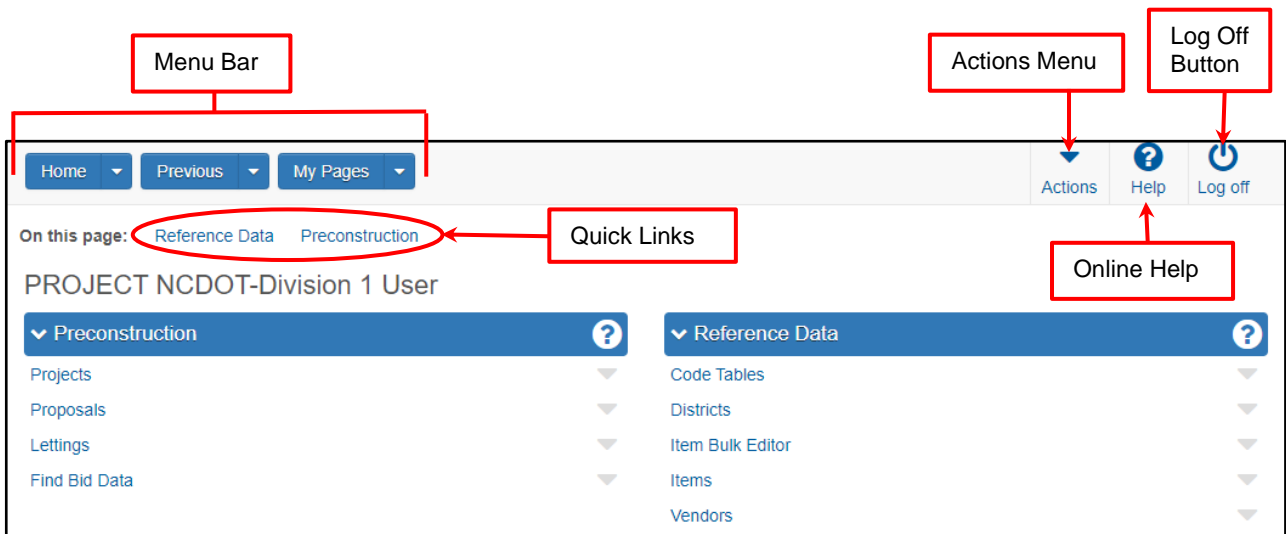 Menu Bar
Actions Menu
Log Off
Button
Home
Previous
My Pages
Actions
Help
Log off
On this page: Reference Data Preconstruction
Quick Links
Online Help
PROJECT NCDOT-Division 1 User
Preconstruction
Projects
Proposals
Lettings
Find Bid Data
Reference Data
Code Tables
Districts
Item Bulk Editor
Items
Vendors